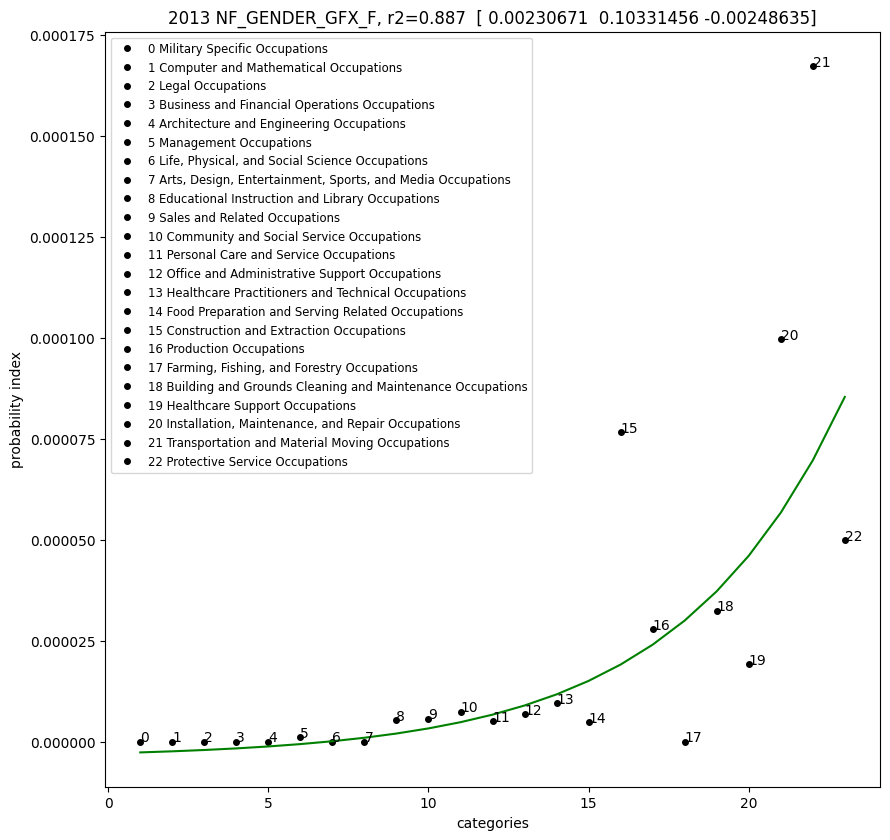 2013 NF_GENDER_GFX_F, r2=0.887  [ 0.00230671  0.10331456 -0.00248635]
0.000175
0.000150
0.000125
0.000100
0.000075
0.000050
0.000025
0.000000
probability index
0 Military Specific Occupations
1 Computer and Mathematical Occupations
2 Legal Occupations
3 Business and Financial Operations Occupations
4 Architecture and Engineering Occupations
5 Management Occupations
6 Life, Physical, and Social Science Occupations
7 Arts, Design, Entertainment, Sports, and Media Occupations
8 Educational Instruction and Library Occupations
9 Sales and Related Occupations
10 Community and Social Service Occupations
11 Personal Care and Service Occupations
12 Office and Administrative Support Occupations
13 Healthcare Practitioners and Technical Occupations
14 Food Preparation and Serving Related Occupations
15 Construction and Extraction Occupations
16 Production Occupations
17 Farming, Fishing, and Forestry Occupations
18 Building and Grounds Cleaning and Maintenance Occupations
19 Healthcare Support Occupations
20 Installation, Maintenance, and Repair Occupations
21 Transportation and Material Moving Occupations
22 Protective Service Occupations
0
1
2
3
4
5
6
7
8
9
10
11
12
13
14
15
16
17
18
19
20
21
22
0
5
10
15
20
categories